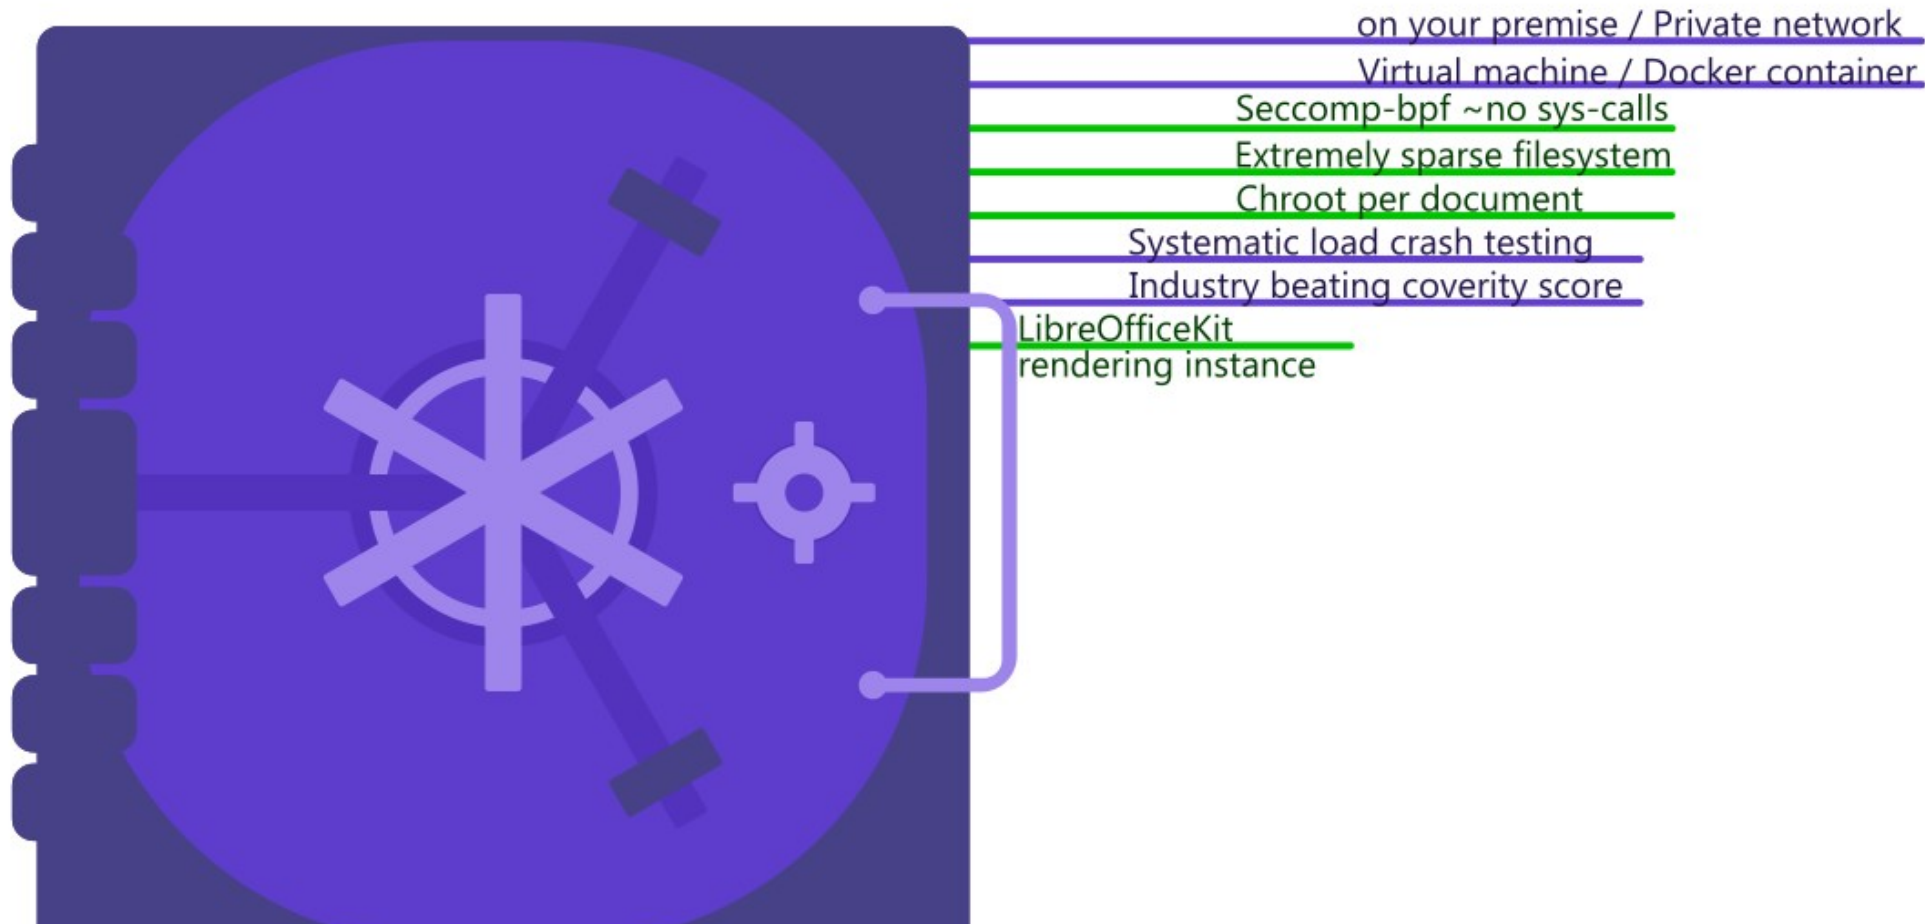 on your premise / Private network
Virtual machine / Docker container
Seccomp-bpf ~no sys-calls
Extremely sparse filesystem
Chroot per document
Systematic load crash testing
Industry beating coverity score
LibreOfficeKit
rendering instance